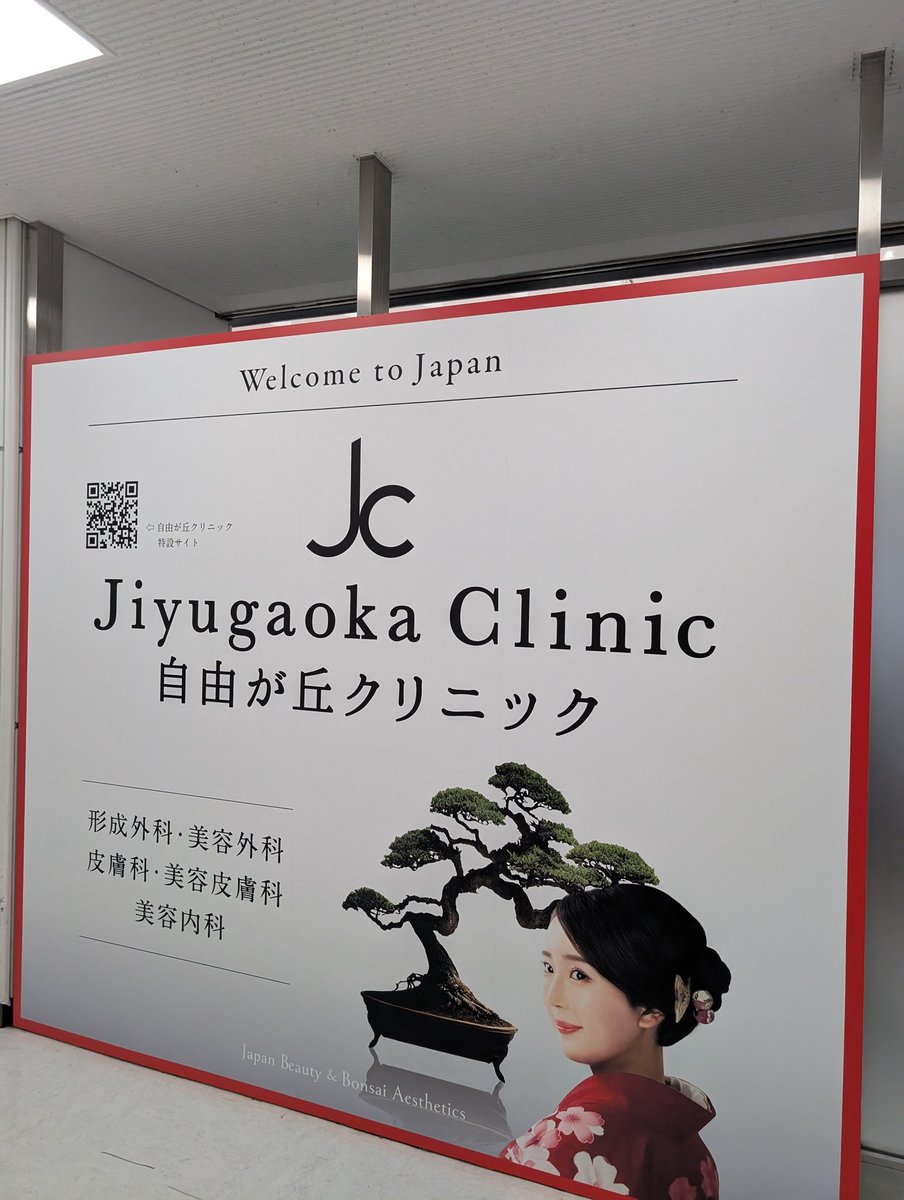 Welcome to Japan
Jc
⇦ 自由が丘クリニック
特設サイト
Jiyugaoka Clinic
自由が丘クリニック
形成外科・美容外科
皮膚科・美容皮膚科
美容内科
Japan Beauty & Bonsai Aesthetics